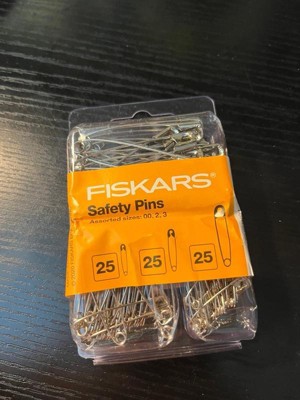 FISKARS®
Safety Pins
Assorted sizes: 00, 2, 3
25 25 25